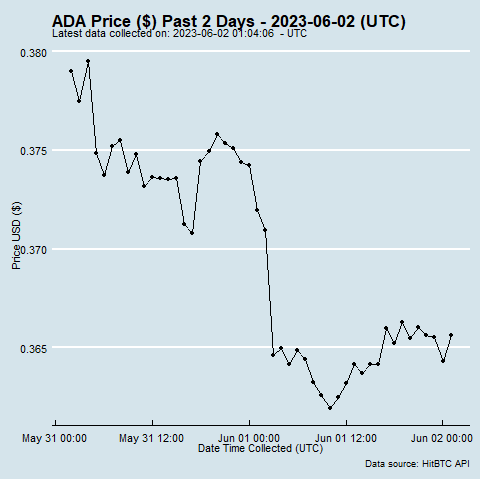 ADA Price ($) Past 2 Days - 2023-06-02 (UTC)
Latest data collected on: 2023-06-02 01:04:06  - UTC
0.380
0.375
0.370
0.365
Price USD ($)
May 31 00:00
May 31 12:00
Jun 01 00:00
Jun 01 12:00
Jun 02 00:00
Date Time Collected (UTC)
Data source: HitBTC API